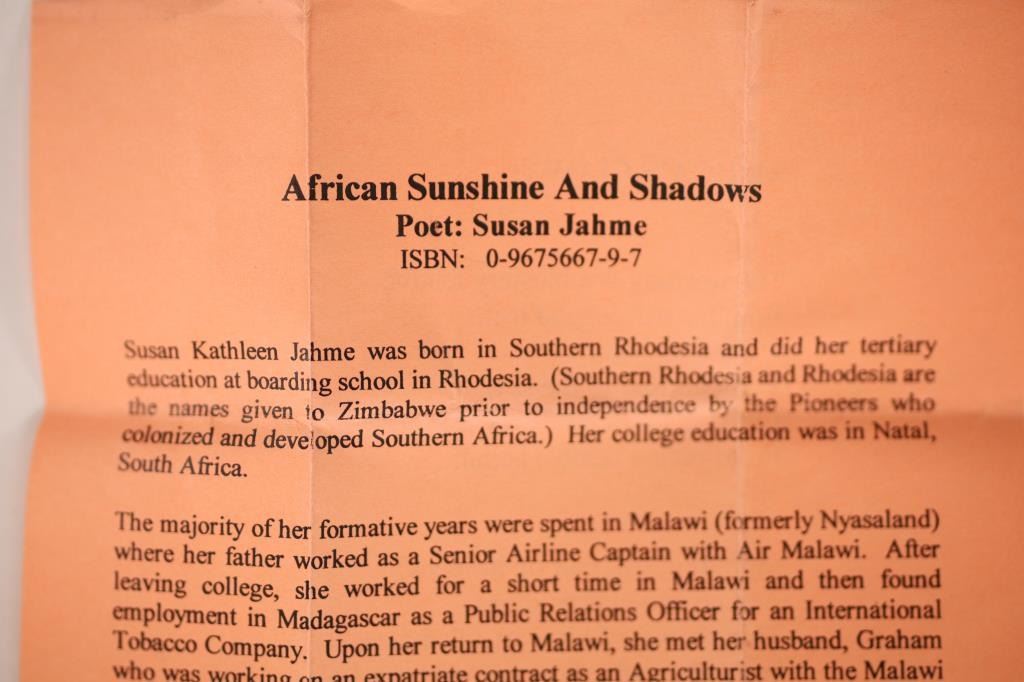 African Sunshine And Shadows
Poet: Susan Jahme
ISBN: 0-9675667-9-7
Susan Kathleen Jahme was born in Southern Rhodesia and did her tertiary
education at boarding school in Rhodesia. (Southern Rhodesia and Rhodesia are
the names given to Zimbabwe prior to independence by the Pioneers who
colonized and developed Southern Africa.) Her college education was in Natal,
South Africa.
The majority of her formative years were spent in Malawi (formerly Nyasaland)
where her father worked as a Senior Airline Captain with Air Malawi. After
leaving college, she worked for a short time in Malawi and then found
employment in Madagascar as a Public Relations Officer for an International
Tobacco Company. Upon her return to Malawi, she met her husband, Graham
who was working on an expatriate contract as an Agriculturist with the Malawi